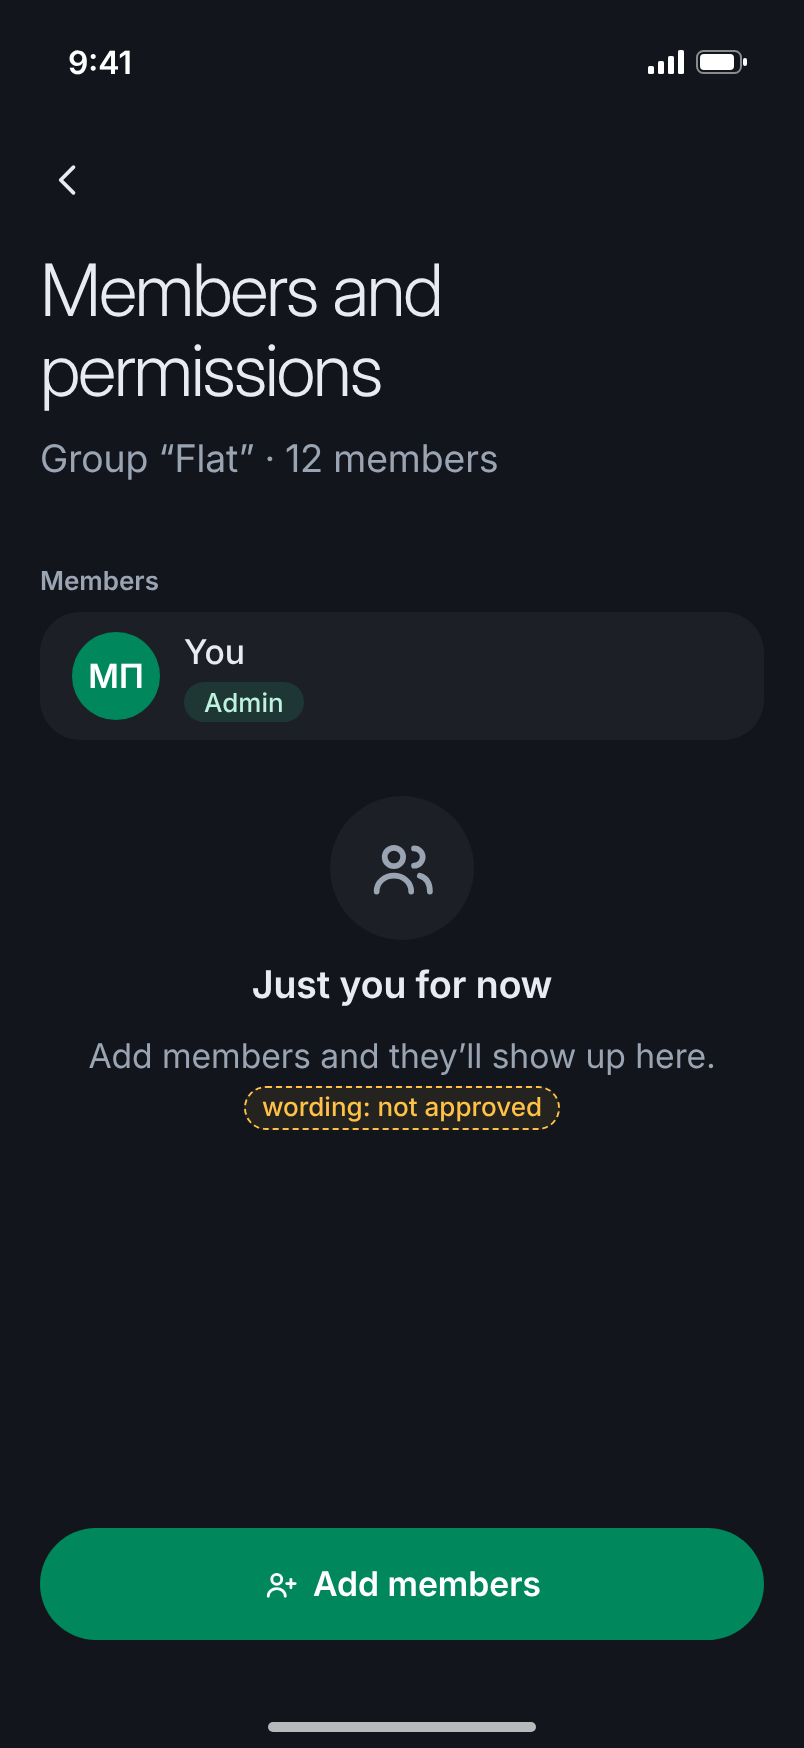 9:41
Members and
permissions
Group “Flat” · 12 members
Members
МП
You
Admin
Just you for now
Add members and they’ll show up here.
wording: not approved
Add members